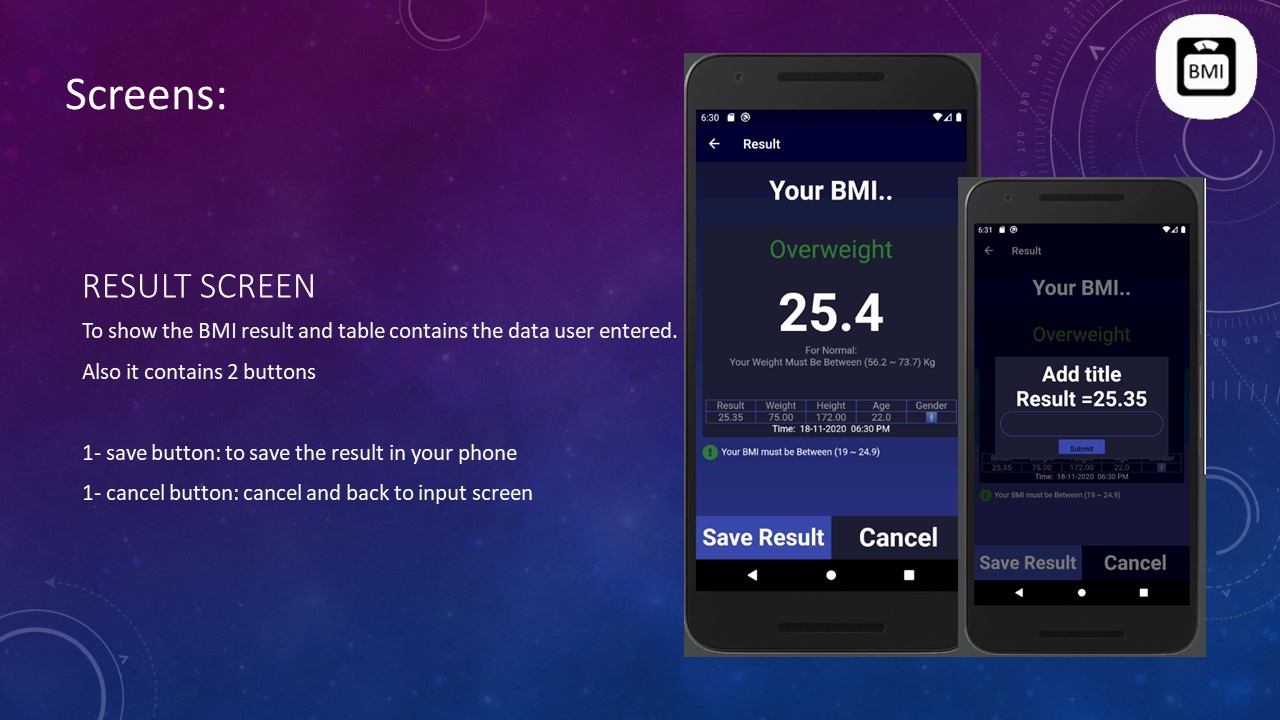 Screens:
BMI
RESULT SCREEN
To show the BMI result and table contains the data user entered.
Also it contains 2 buttons
1- save button: to save the result in your phone
1- cancel button: cancel and back to input screen
6:30
Result
Your BMI..
Overweight
25.4
For Normal:
Your Weight Must Be Between (56.2 ~ 73.7) Kg
Result Weight Height Age Gender
25.35 75.00 172.00 22.0
Time: 18-11-2020 06:30 PM
Your BMI must be Between (19 ~ 24.9)
Save Result Cancel
6:31
Result
Your BMI..
Overweight
Add title
Result =25.35
Submit
25.35 75.00 172.00 22.0
Time: 18-11-2020 06:30 PM
Your BMI must be Between (19 ~ 24.9)
Save Result Cancel